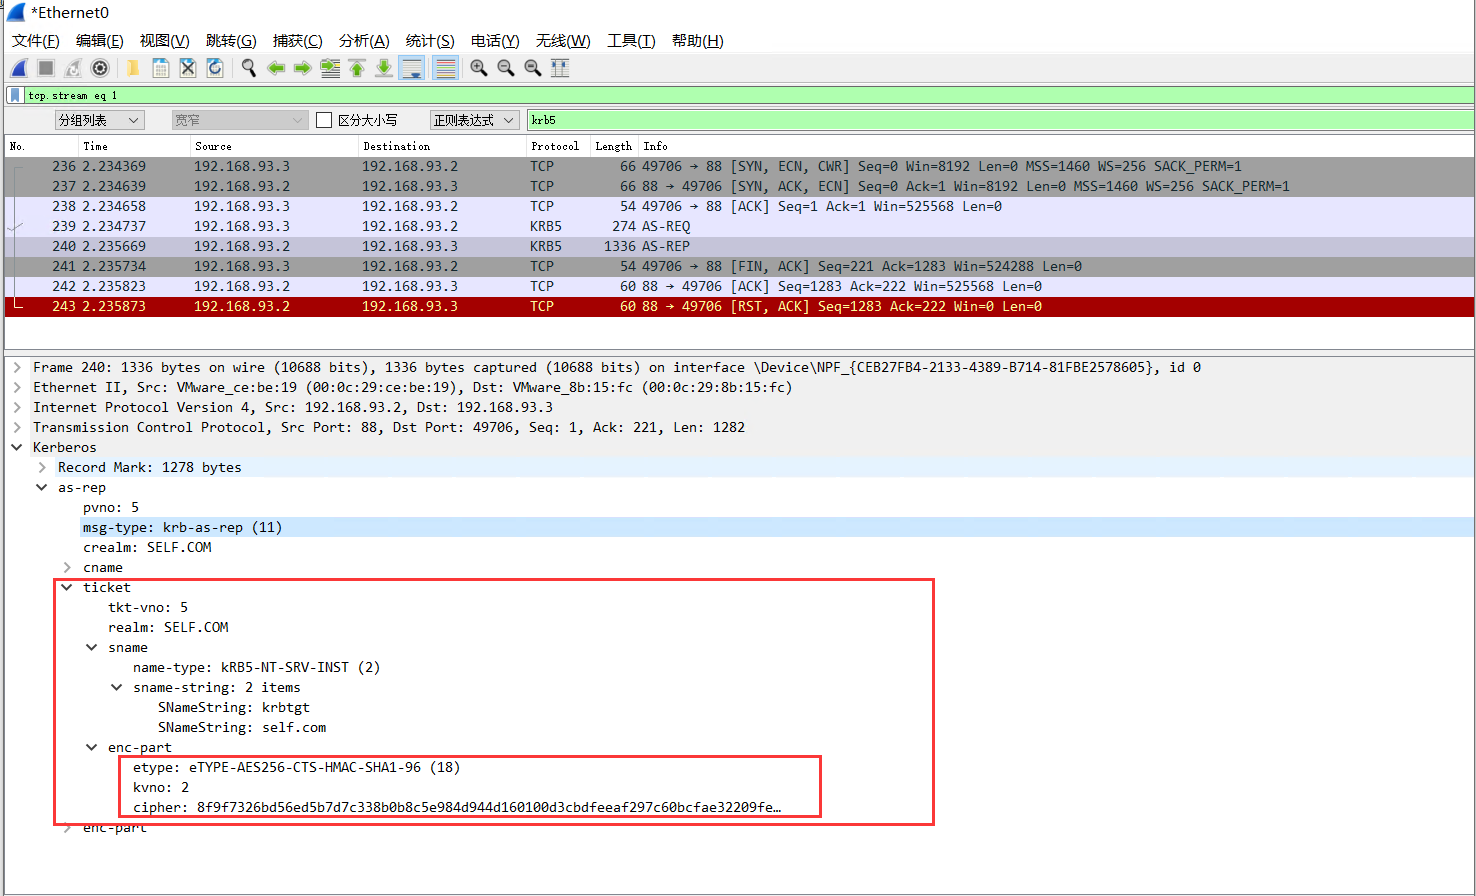 *Ethernet0
文件(F) 编辑(E) 视图(V) 跳转(G) 捕获(C) 分析(A) 统计(S) 电话(Y) 无线(W) 工具(T) 帮助(H)
tcp.stream eq 1
分组列表 宽窄 区分大小写 正则表达式 krb5
No. Time Source Destination Protocol Length Info
236 2.234369 192.168.93.3 192.168.93.2 TCP 66 49706 → 88 [SYN, ECN, CWR] Seq=0 Win=8192 Len=0 MSS=1460 WS=256 SACK_PERM=1
237 2.234639 192.168.93.2 192.168.93.3 TCP 66 88 → 49706 [SYN, ACK, ECN] Seq=0 Ack=1 Win=8192 Len=0 MSS=1460 WS=256 SACK_PERM=1
238 2.234658 192.168.93.3 192.168.93.2 TCP 54 49706 → 88 [ACK] Seq=1 Ack=1 Win=525568 Len=0
239 2.234737 192.168.93.3 192.168.93.2 KRB5 274 AS-REQ
240 2.235669 192.168.93.2 192.168.93.3 KRB5 1336 AS-REP
241 2.235734 192.168.93.3 192.168.93.2 TCP 54 49706 → 88 [FIN, ACK] Seq=221 Ack=1283 Win=524288 Len=0
242 2.235823 192.168.93.2 192.168.93.3 TCP 60 88 → 49706 [ACK] Seq=1283 Ack=222 Win=525568 Len=0
243 2.235873 192.168.93.2 192.168.93.3 TCP 60 88 → 49706 [RST, ACK] Seq=1283 Ack=222 Win=0 Len=0
Frame 240: 1336 bytes on wire (10688 bits), 1336 bytes captured (10688 bits) on interface \Device\NPF_{CEB27FB4-2133-4389-B714-81FBE2578605}, id 0
Ethernet II, Src: VMware_ce:be:19 (00:0c:29:ce:be:19), Dst: VMware_8b:15:fc (00:0c:29:8b:15:fc)
Internet Protocol Version 4, Src: 192.168.93.2, Dst: 192.168.93.3
Transmission Control Protocol, Src Port: 88, Dst Port: 49706, Seq: 1, Ack: 221, Len: 1282
Kerberos
Record Mark: 1278 bytes
as-rep
pvno: 5
msg-type: krb-as-rep (11)
crealm: SELF.COM
cname
ticket
tkt-vno: 5
realm: SELF.COM
sname
name-type: kRB5-NT-SRV-INST (2)
sname-string: 2 items
SNameString: krbtgt
SNameString: self.com
enc-part
etype: eTYPE-AES256-CTS-HMAC-SHA1-96 (18)
kvno: 2
cipher: 8f9f7326bd56ed5b7d7c338b0b8c5e984d944d160100d3cbdfeeaf297c60bcfae32209fe…
enc-part